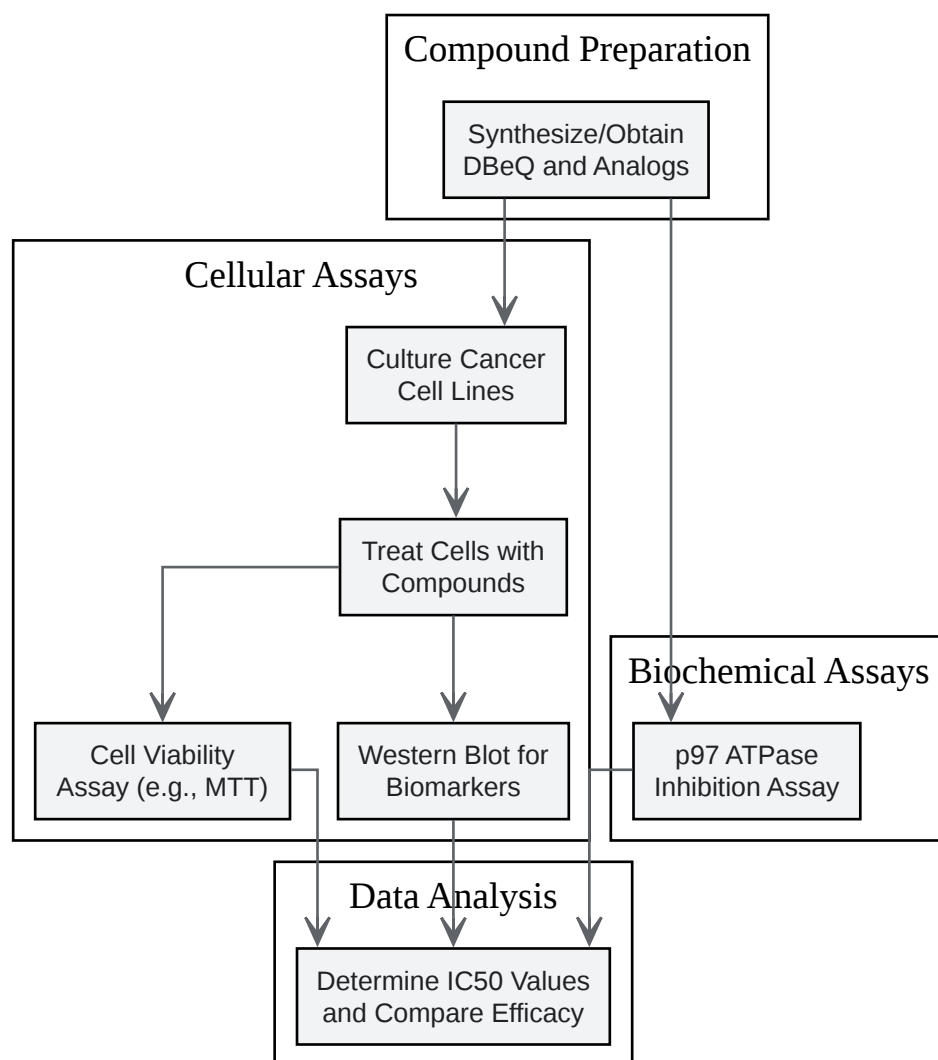 Compound Preparation
Synthesize/Obtain
DBeQ and Analogs
Cellular Assays
Culture Cancer
Cell Lines
Treat Cells with
Compounds
Biochemical Assays
Cell Viability
Assay (e.g., MTT)
Western Blot for
Biomarkers
p97 ATPase
Inhibition Assay
Data Analysis
Determine IC50 Values
and Compare Efficacy